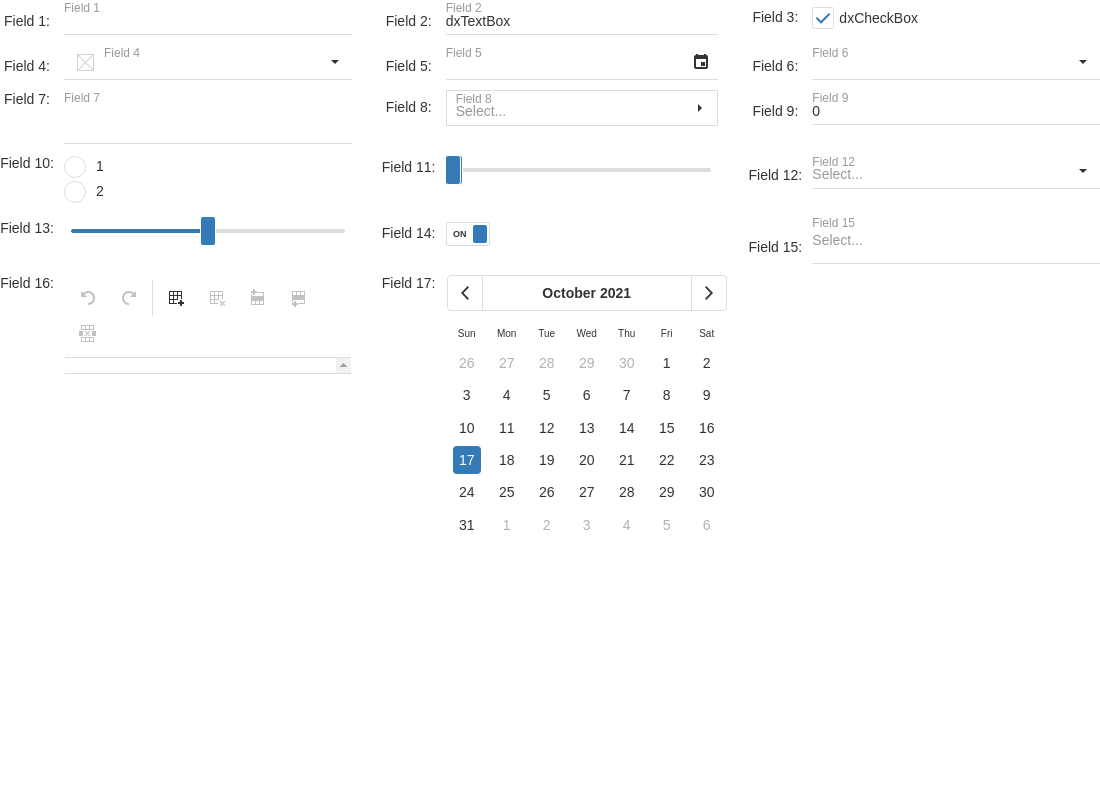 Field 1:
Field 1
Field 2:
Field 2
dxTextBox
Field 3:
dxCheckBox
Field 4:
Field 4
Field 5:
Field 5
Field 6:
Field 6
Field 7:
Field 7
Field 8:
Field 8
Select...
Field 9:
Field 9
0
Field 10:
1
2
Field 11:
Field 12:
Field 12
Select...
Field 13:
Field 14:
ON
Field 15:
Field 15
Select...
Field 16:
Field 17:
October 2021
Sun Mon Tue Wed Thu Fri Sat
26 27 28 29 30 1 2
3 4 5 6 7 8 9
10 11 12 13 14 15 16
17 18 19 20 21 22 23
24 25 26 27 28 29 30
31 1 2 3 4 5 6